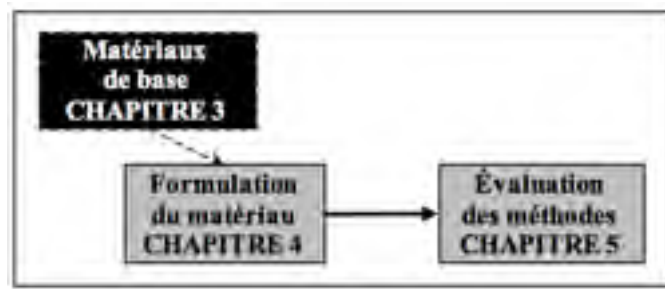 Matériaux
de base
CHAPITRE 3
Formulation
du matériau
CHAPITRE 4
Évaluation
des méthodes
CHAPITRE 5